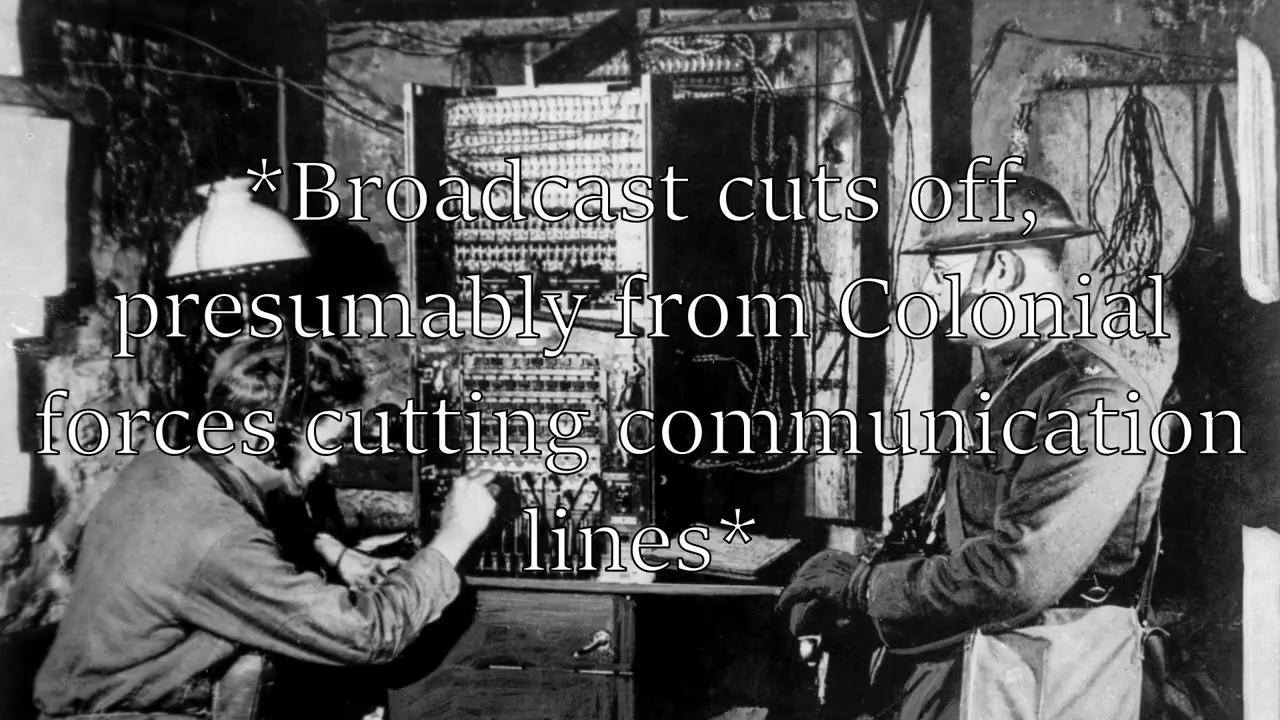 *Broadcast cuts off,
presumably from Colonial
forces cutting communication
lines*